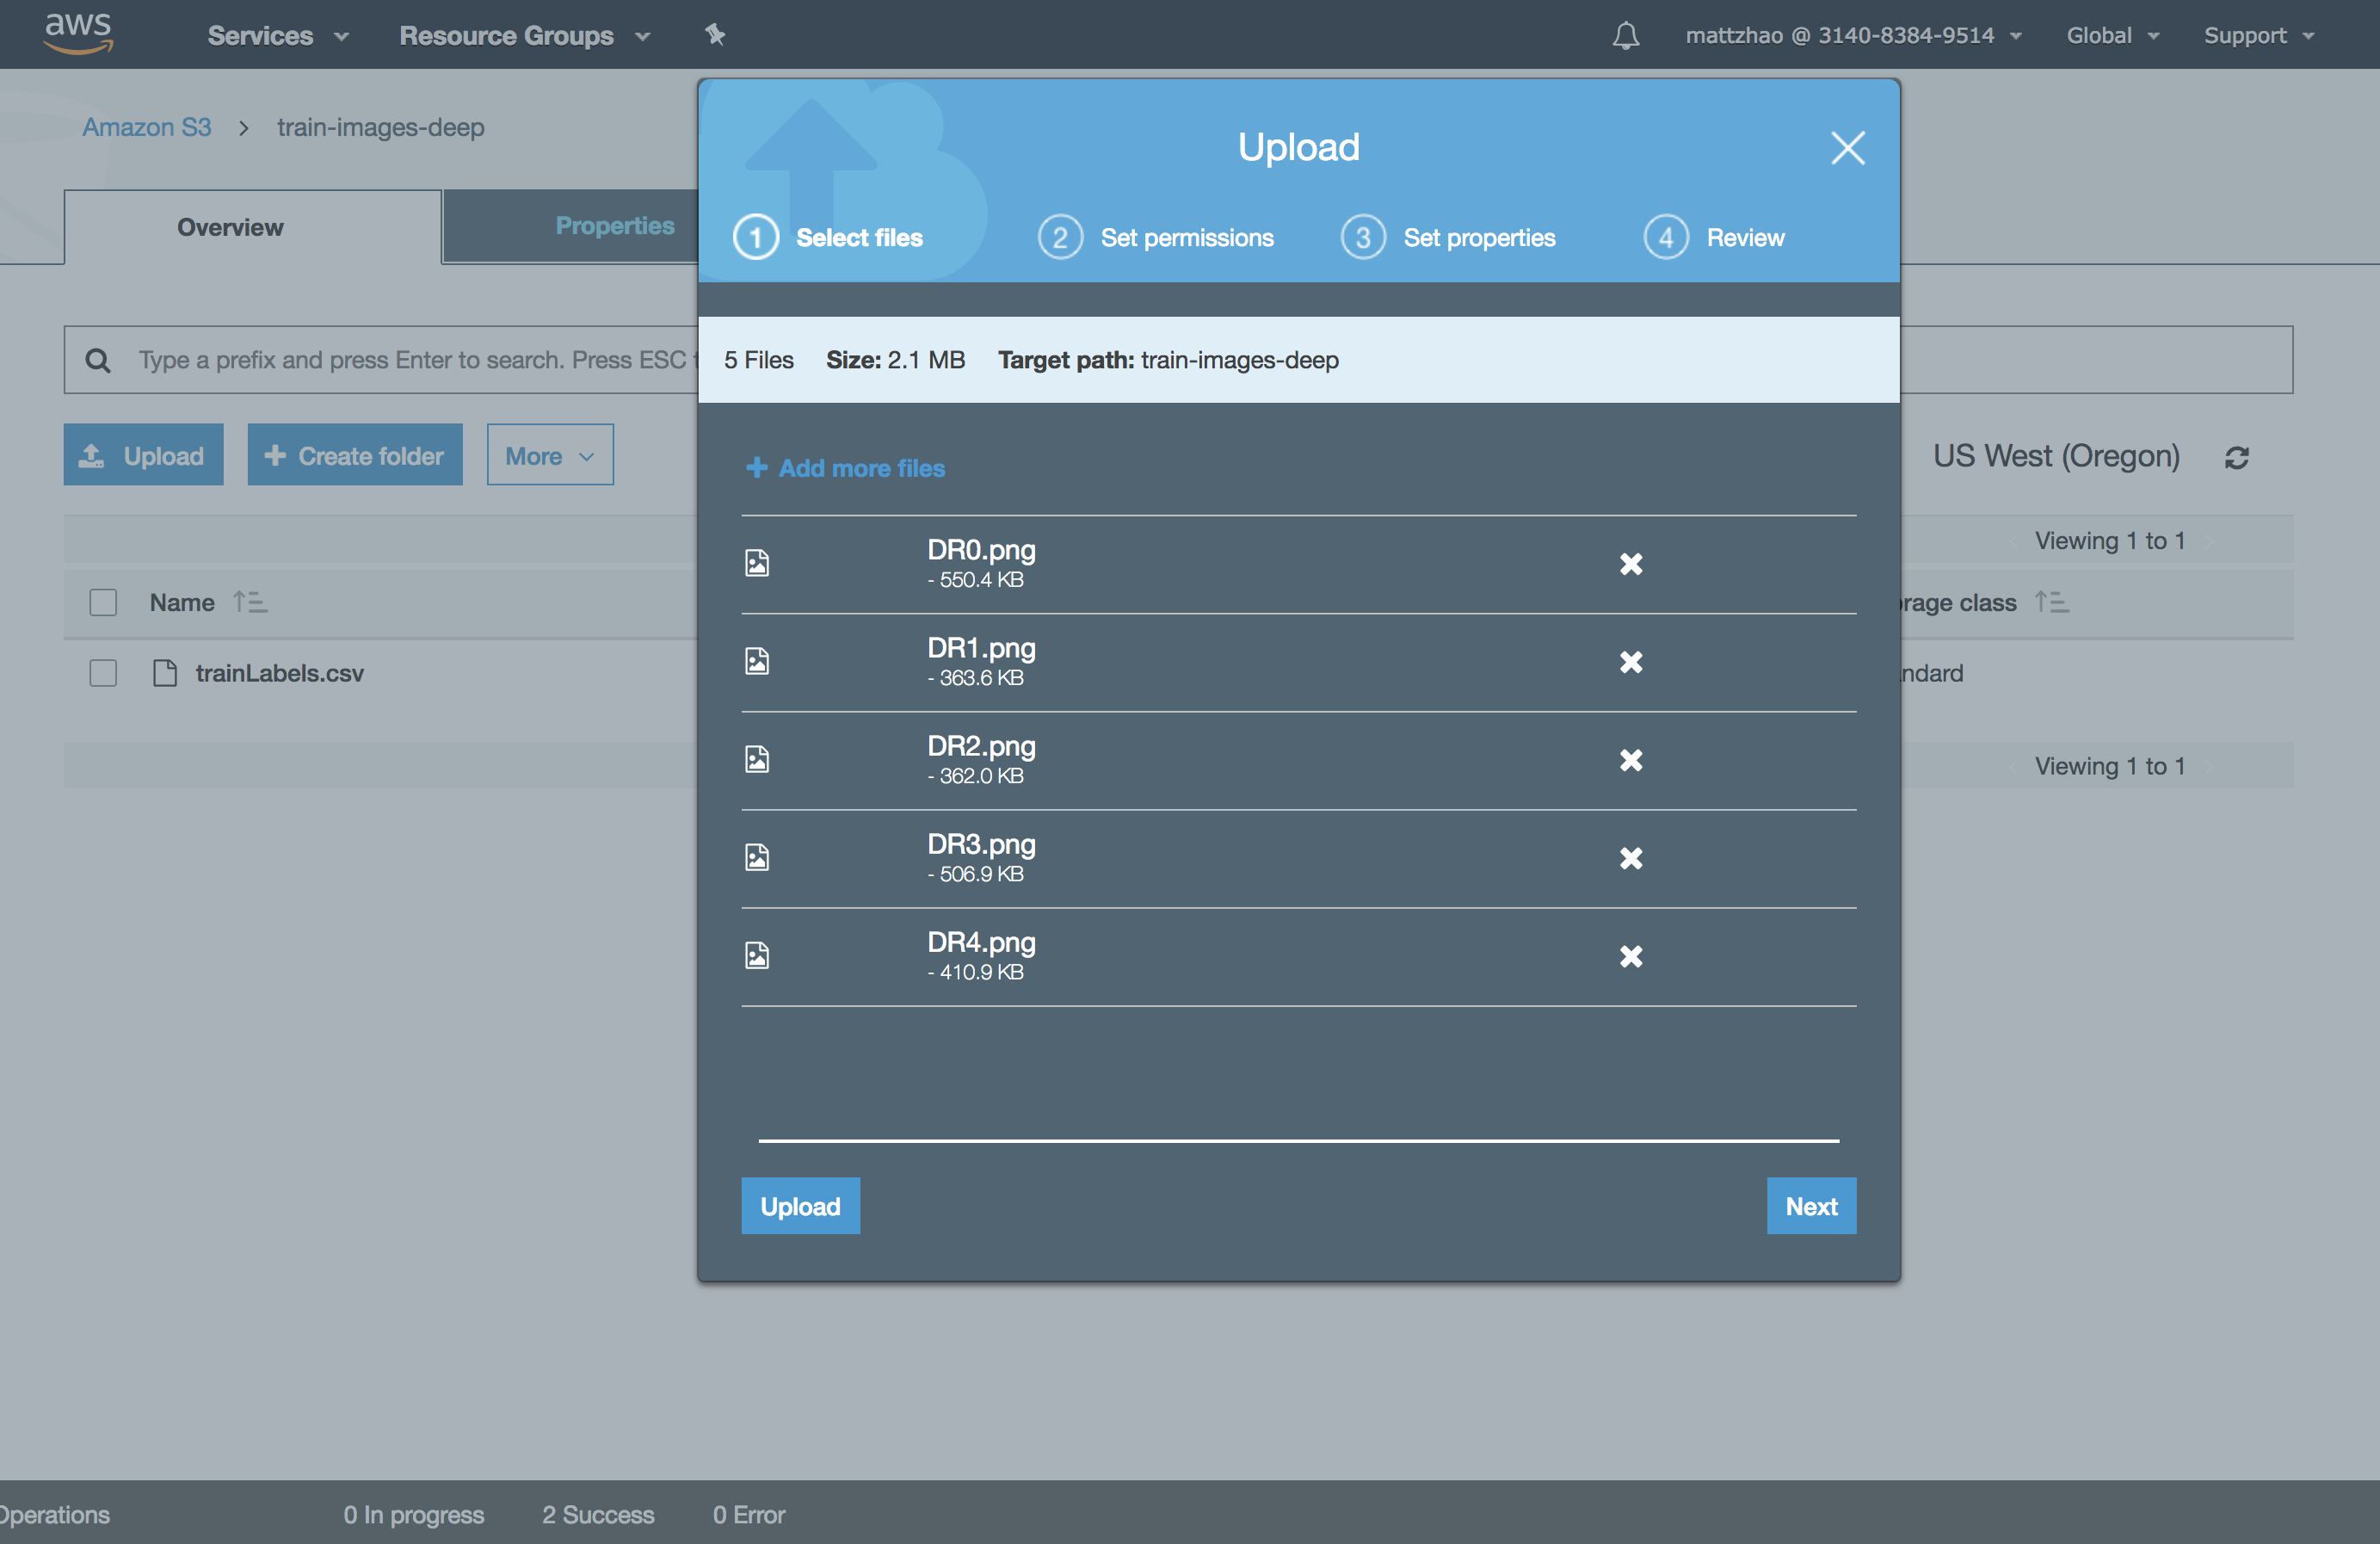 aws Services Resource Groups mattzhao @ 3140-8384-9514 Global Support
Amazon S3 > train-images-deep
Overview
Properties
Upload
1 Select files 2 Set permissions 3 Set properties 4 Review
Type a prefix and press Enter to search. Press ESC
5 Files Size: 2.1 MB Target path: train-images-deep
Upload
Create folder
More
US West (Oregon)
Add more files
Viewing 1 to 1
Name
rage class
trainLabels.csv
ndard
Viewing 1 to 1
DR0.png
- 550.4 KB
DR1.png
- 363.6 KB
DR2.png
- 362.0 KB
DR3.png
- 506.9 KB
DR4.png
- 410.9 KB
Upload
Next
Operations 0 In progress 2 Success 0 Error